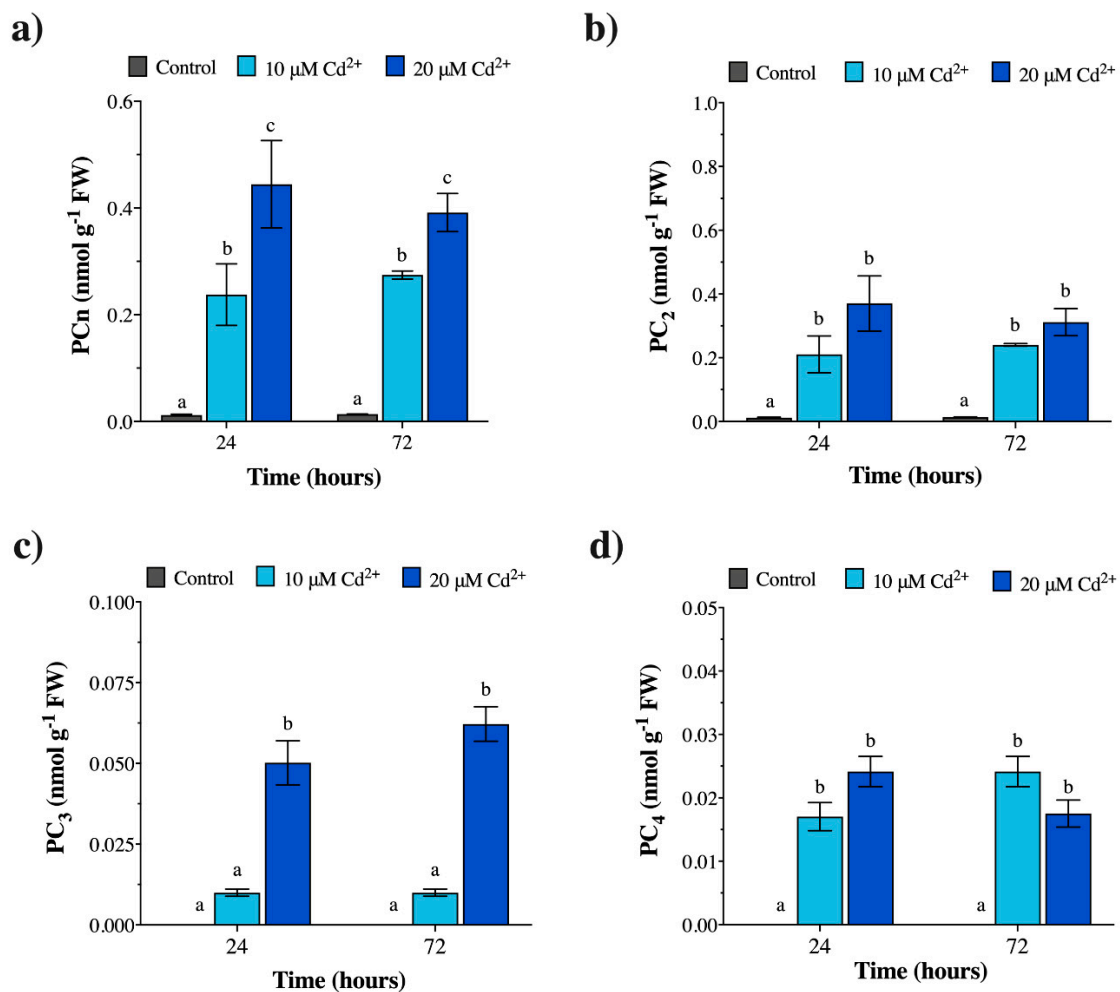 a)
Control 10 μM Cd²⁺ 20 μM Cd²⁺
PCn (nmol g⁻¹ FW)
0.6
0.4
0.2
0.0
a b c a b c
24 72
Time (hours)
b)
Control 10 μM Cd²⁺ 20 μM Cd²⁺
PC₂ (nmol g⁻¹ FW)
1.0
0.8
0.6
0.4
0.2
0.0
a b b a b b
24 72
Time (hours)
c)
Control 10 μM Cd²⁺ 20 μM Cd²⁺
PC₃ (nmol g⁻¹ FW)
0.100
0.075
0.050
0.025
0.000
a a b a a b
24 72
Time (hours)
d)
Control 10 μM Cd²⁺ 20 μM Cd²⁺
PC₄ (nmol g⁻¹ FW)
0.05
0.04
0.03
0.02
0.01
0.00
a b b a b b
24 72
Time (hours)